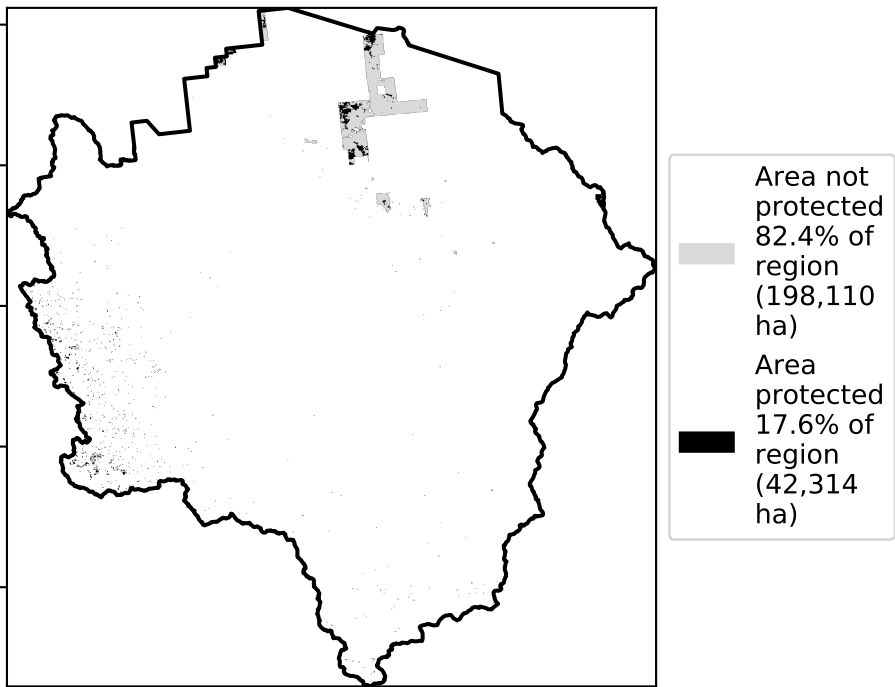 Area not
protected
82.4% of
region
(198,110
ha)
Area
protected
17.6% of
region
(42,314
ha)